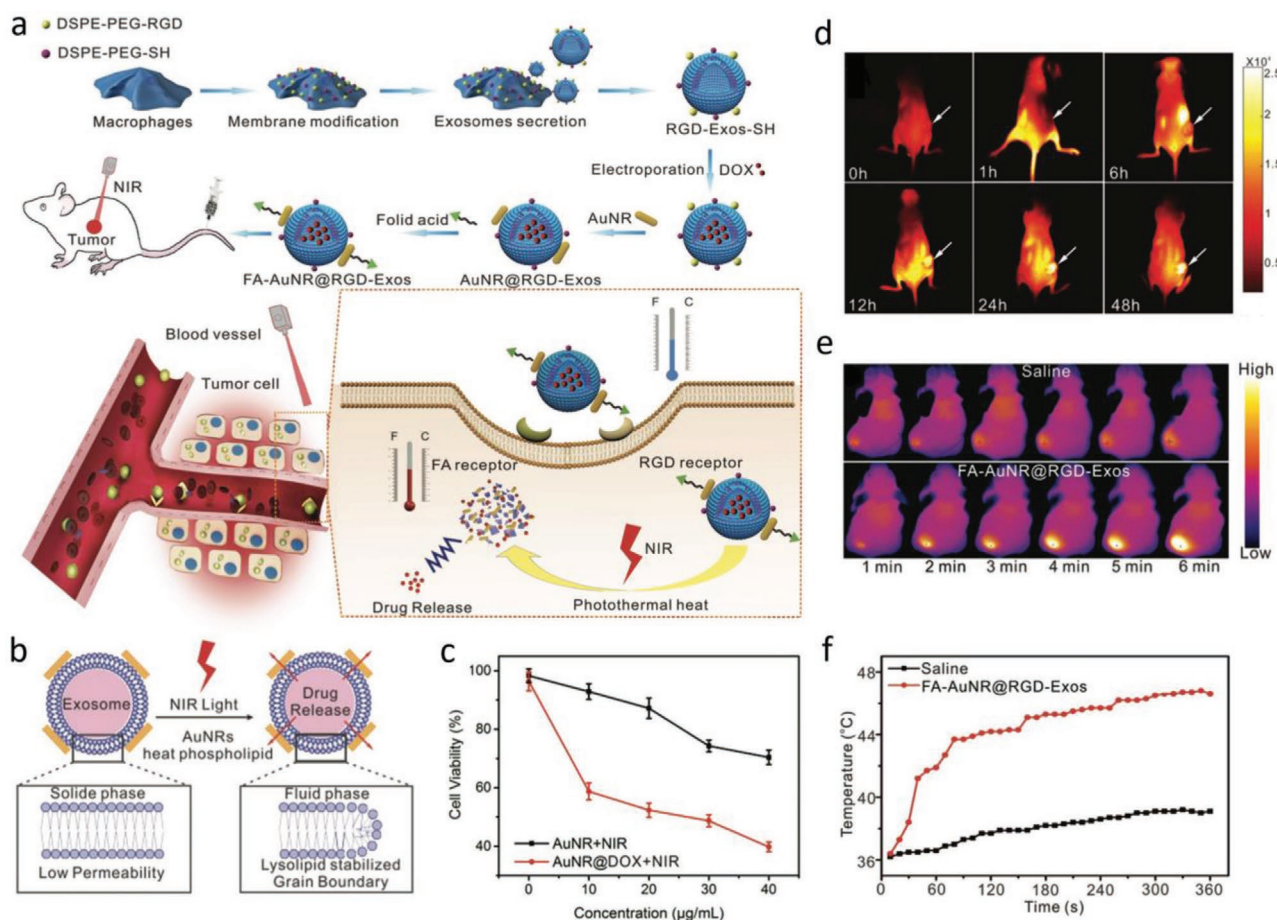 a
DSPE-PEG-RGD
DSPE-PEG-SH
Macrophages
Membrane modification
Exosomes secretion
RGD-Exos-SH
Electroporation
DOX
AuNR
AuNR@RGD-Exos
Folid acid
FA-AuNR@RGD-Exos
NIR
Tumor
Blood vessel
Tumor cell
F C
F C
FA receptor
RGD receptor
NIR
Drug Release
Photothermal heat
b
Exosome
NIR Light
AuNRs
heat phospholipid
Drug
Release
Solide phase
Low Permeability
Fluid phase
Lysolipid stabilized
Grain Boundary
c
Cell Viability (%)
100
80
60
40
AuNR+NIR
AuNR@DOX+NIR
0 10 20 30 40
Concentration (μg/mL)
d
0h
1h
6h
12h
24h
48h
2.5
2
1.5
1
0.5
e
Saline
FA-AuNR@RGD-Exos
1 min 2 min 3 min 4 min 5 min 6 min
High
Low
f
Temperature (°C)
48
44
40
36
Saline
FA-AuNR@RGD-Exos
0 60 120 180 240 300 360
Time (s)